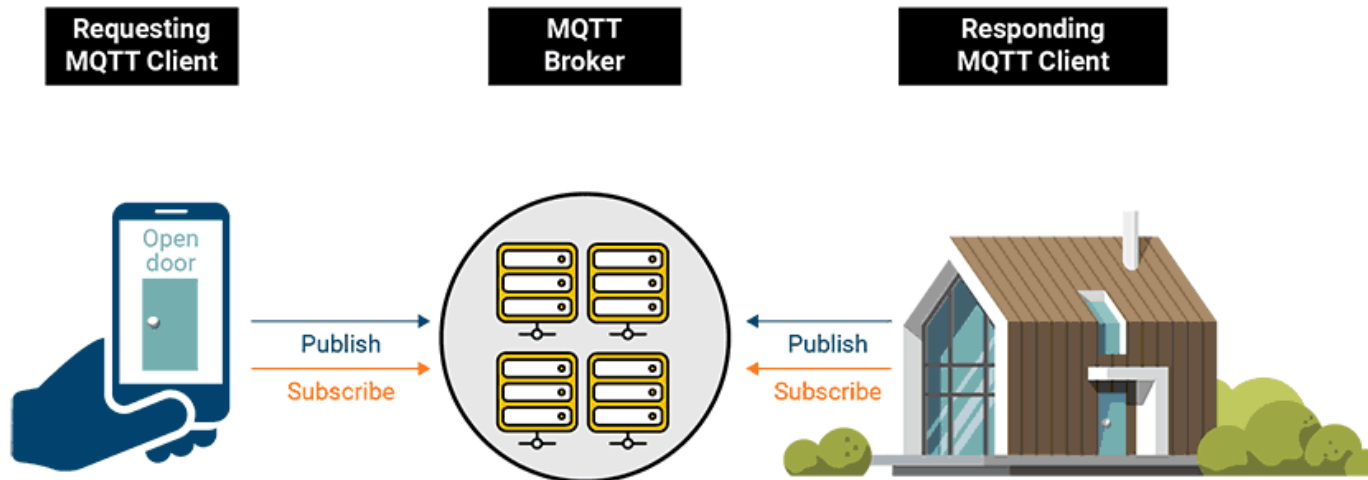 Requesting
MQTT Client
MQTT
Broker
Responding
MQTT Client
Open
door
Publish
Subscribe
Publish
Subscribe